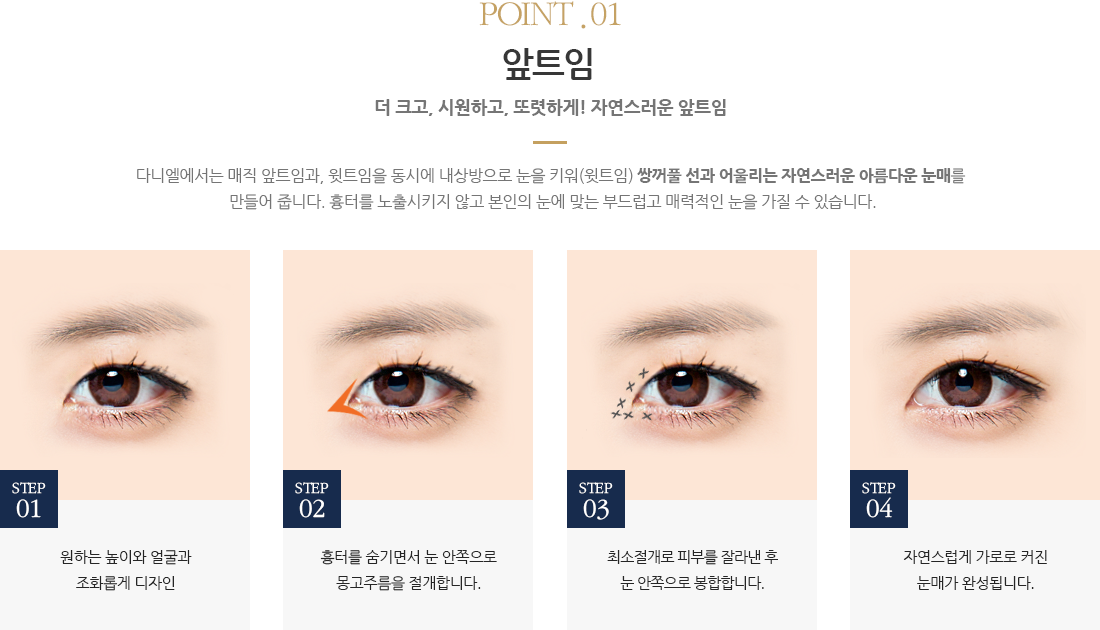 POINT . 01
앞트임
더 크고, 시원하고, 또렷하게! 자연스러운 앞트임
다니엘에서는 매직 앞트임과, 윗트임을 동시에 내상방으로 눈을 키워(윗트임) 쌍꺼풀 선과 어울리는 자연스러운 아름다운 눈매를
만들어 줍니다. 흉터를 노출시키지 않고 본인의 눈에 맞는 부드럽고 매력적인 눈을 가질 수 있습니다.
STEP
01
원하는 높이와 얼굴과
조화롭게 디자인
STEP
02
흉터를 숨기면서 눈 안쪽으로
몽고주름을 절개합니다.
STEP
03
최소절개로 피부를 잘라낸 후
눈 안쪽으로 봉합합니다.
STEP
04
자연스럽게 가로로 커진
눈매가 완성됩니다.